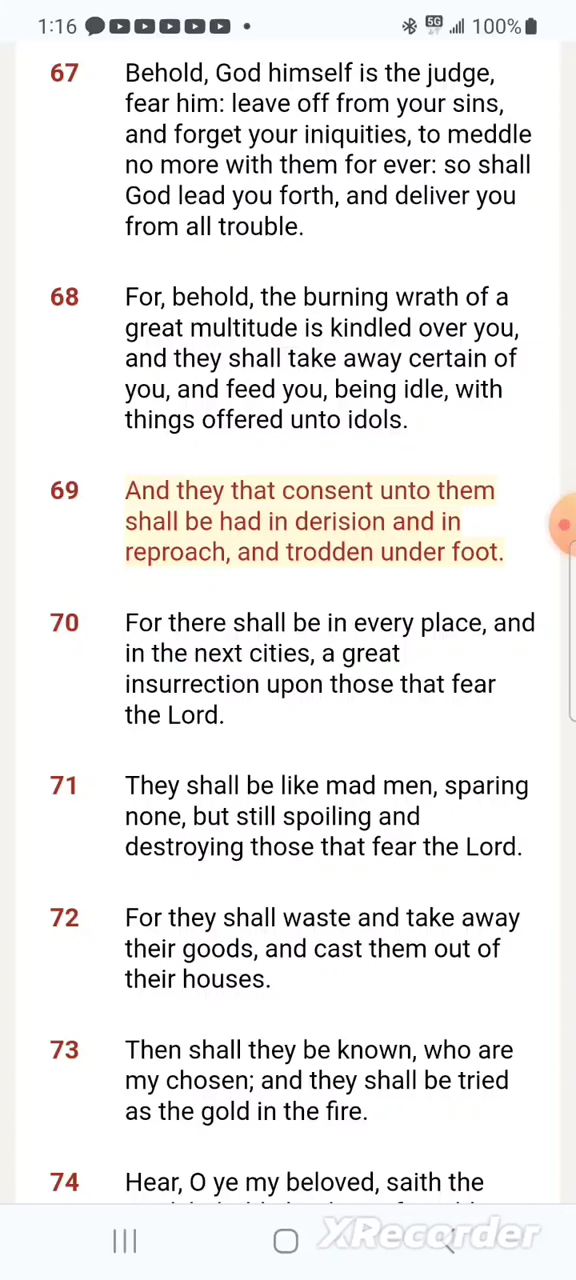 1:16
5G
100%
67 Behold, God himself is the judge,
fear him: leave off from your sins,
and forget your iniquities, to meddle
no more with them for ever: so shall
God lead you forth, and deliver you
from all trouble.
68 For, behold, the burning wrath of a
great multitude is kindled over you,
and they shall take away certain of
you, and feed you, being idle, with
things offered unto idols.
69 And they that consent unto them
shall be had in derision and in
reproach, and trodden under foot.
70 For there shall be in every place, and
in the next cities, a great
insurrection upon those that fear
the Lord.
71 They shall be like mad men, sparing
none, but still spoiling and
destroying those that fear the Lord.
72 For they shall waste and take away
their goods, and cast them out of
their houses.
73 Then shall they be known, who are
my chosen; and they shall be tried
as the gold in the fire.
74 Hear, O ye my beloved, saith the
XRecorder